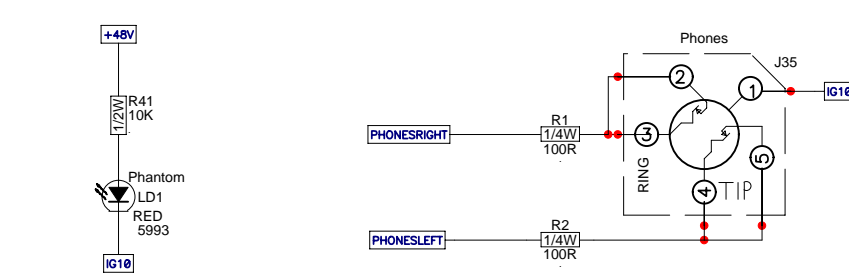 +48V
R41
1/2W
10K
Phantom
LD1
RED
5993
IG10
Phones
J35
2
1
IG10
PHONESRIGHT
R1
1/4W
100R
3
RING
5
4
TIP
PHONESLEFT
R2
1/4W
100R